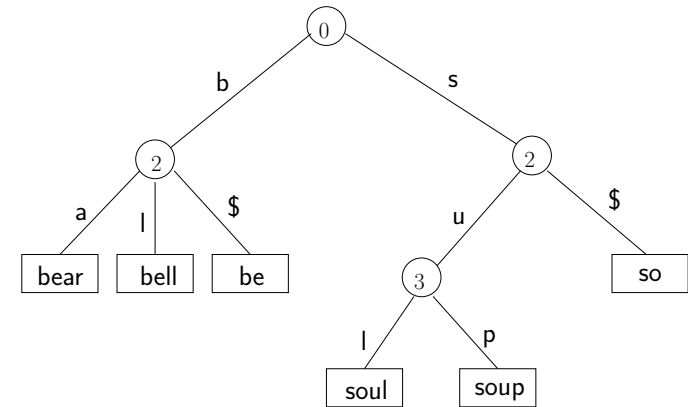 0
b s
2 2
a l $ u $
bear bell be 3 so
l p
soul soup